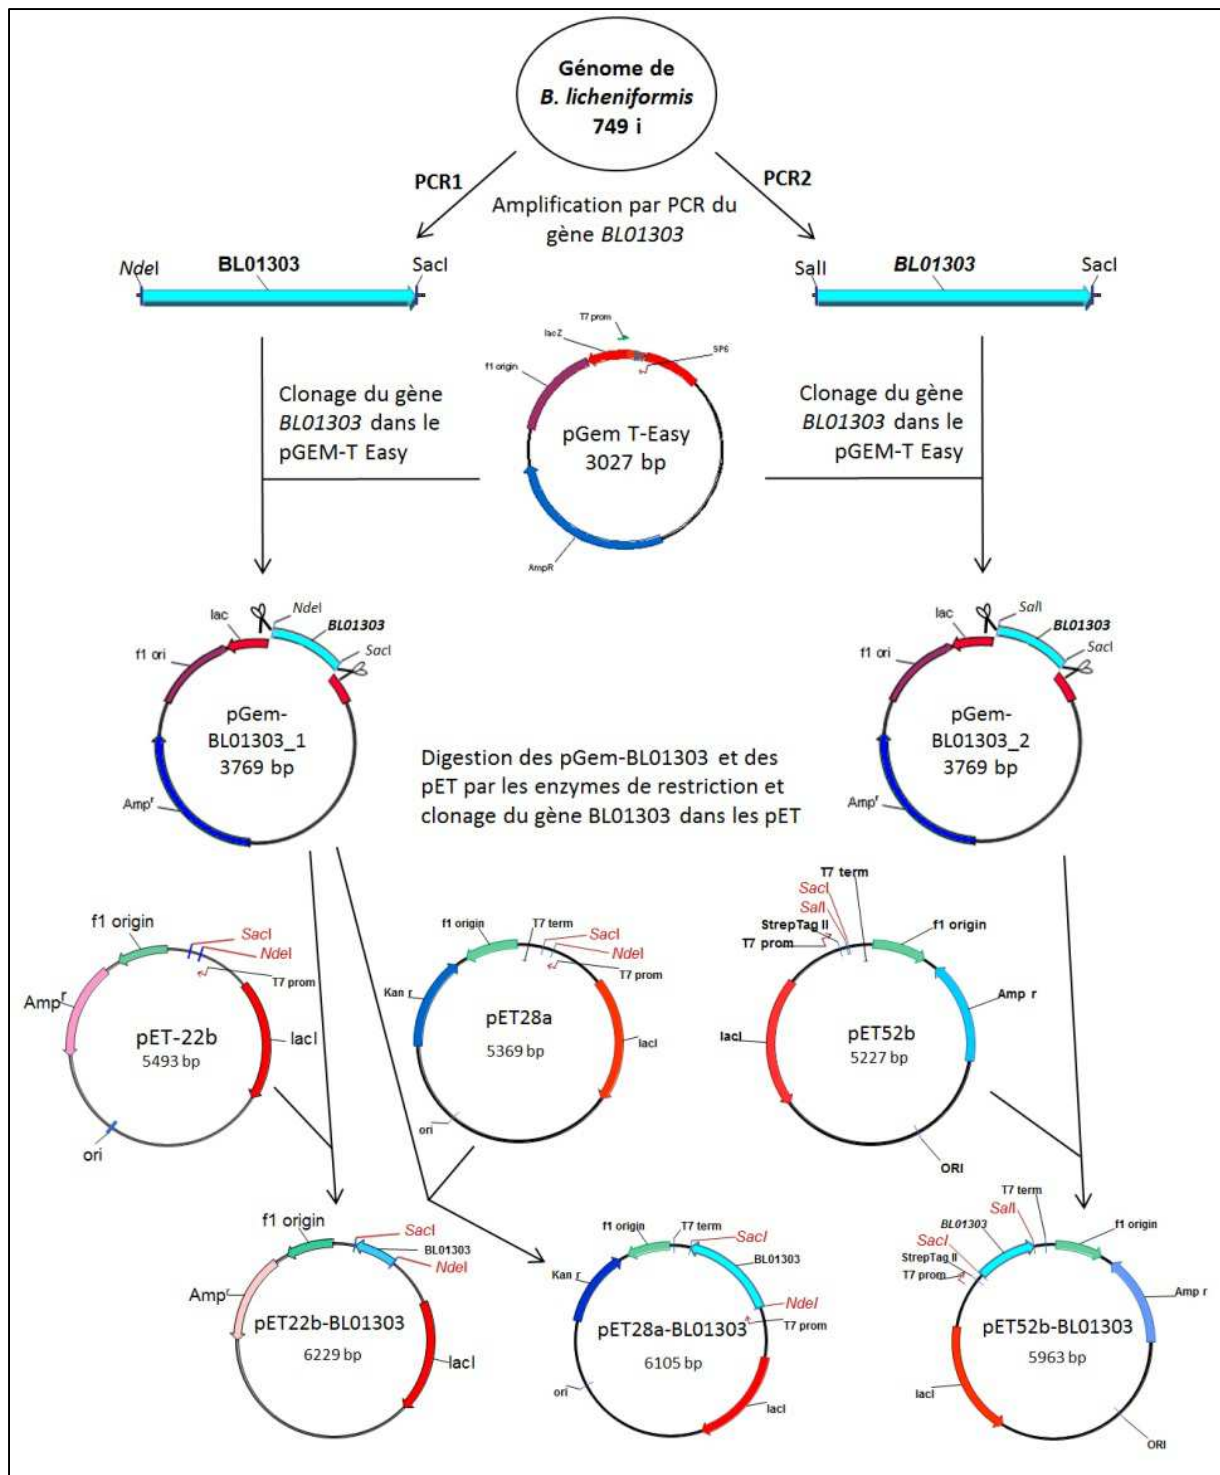 Génome de
B. licheniformis
749 i
PCR1
PCR2
Amplification par PCR du
gène BL01303
NdeI
BL01303
SacI
SalI
BL01303
SacI
T7 prom
lacZ
SP6
f1 origin
pGem T-Easy
3027 bp
AmpR
Clonage du gène
BL01303 dans le
pGEM-T Easy
Clonage du gène
BL01303 dans le
pGEM-T Easy
NdeI
lac
BL01303
SacI
f1 ori
pGem-
BL01303_1
3769 bp
Amp r
SalI
lac
BL01303
SacI
f1 ori
pGem-
BL01303_2
3769 bp
Amp r
Digestion des pGem-BL01303 et des
pET par les enzymes de restriction et
clonage du gène BL01303 dans les pET
f1 origin
SacI
NdeI
T7 prom
Amp r
pET-22b
5493 bp
lacI
ori
f1 origin
T7 term
SacI
NdeI
T7 prom
Kan r
pET28a
5369 bp
lacI
ori
T7 term
SacI
SalI
StrepTag II
T7 prom
f1 origin
Amp r
pET52b
5227 bp
lacI
ORI
f1 origin
SacI
BL01303
NdeI
Amp r
pET22b-BL01303
6229 bp
lacI
f1 origin
T7 term
SacI
BL01303
Kan r
NdeI
T7 prom
pET28a-BL01303
6105 bp
ori
lacI
T7 term
SalI
BL01303
f1 origin
SacI
StrepTag II
T7 prom
Amp r
pET52b-BL01303
5963 bp
lacI
ORI